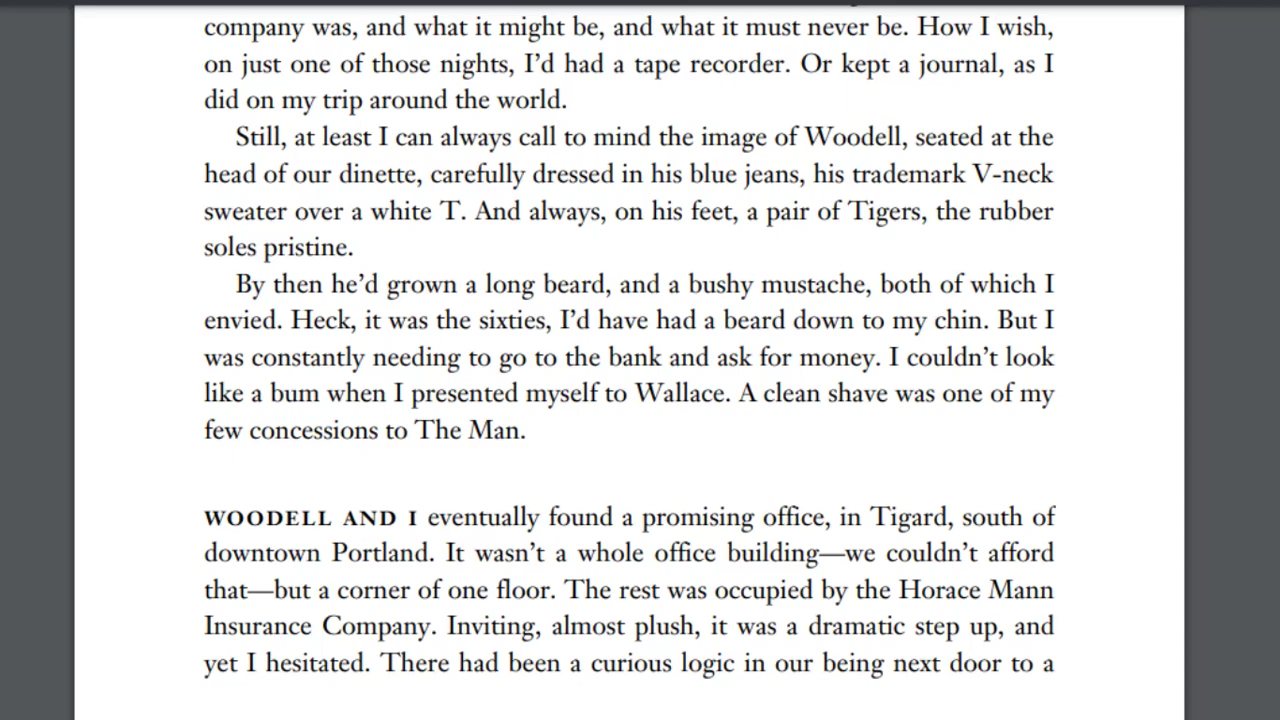 company was, and what it might be, and what it must never be. How I wish,
on just one of those nights, I’d had a tape recorder. Or kept a journal, as I
did on my trip around the world.
Still, at least I can always call to mind the image of Woodell, seated at the
head of our dinette, carefully dressed in his blue jeans, his trademark V-neck
sweater over a white T. And always, on his feet, a pair of Tigers, the rubber
soles pristine.
By then he’d grown a long beard, and a bushy mustache, both of which I
envied. Heck, it was the sixties, I’d have had a beard down to my chin. But I
was constantly needing to go to the bank and ask for money. I couldn’t look
like a bum when I presented myself to Wallace. A clean shave was one of my
few concessions to The Man.
WOODELL AND I eventually found a promising office, in Tigard, south of
downtown Portland. It wasn’t a whole office building—we couldn’t afford
that—but a corner of one floor. The rest was occupied by the Horace Mann
Insurance Company. Inviting, almost plush, it was a dramatic step up, and
yet I hesitated. There had been a curious logic in our being next door to a